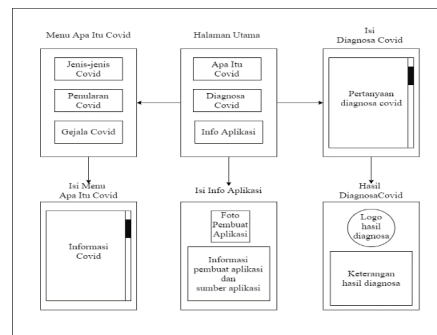 Menu Apa Itu Covid
Jenis-jenis
Covid
Penularan
Covid
Gejala Covid
Halaman Utama
Apa Itu
Covid
Diagnosa
Covid
Info Aplikasi
Isi
Diagnosa Covid
Pertanyaan
diagnosa covid
Isi Menu
Apa Itu Covid
Informasi
Covid
Isi Info Aplikasi
Foto
Pembuat
Aplikasi
Informasi
pembuat aplikasi
dan
sumber aplikasi
Hasil
DiagnosaCovid
Logo
hasil
diagnosa
Keterangan
hasil diagnosa